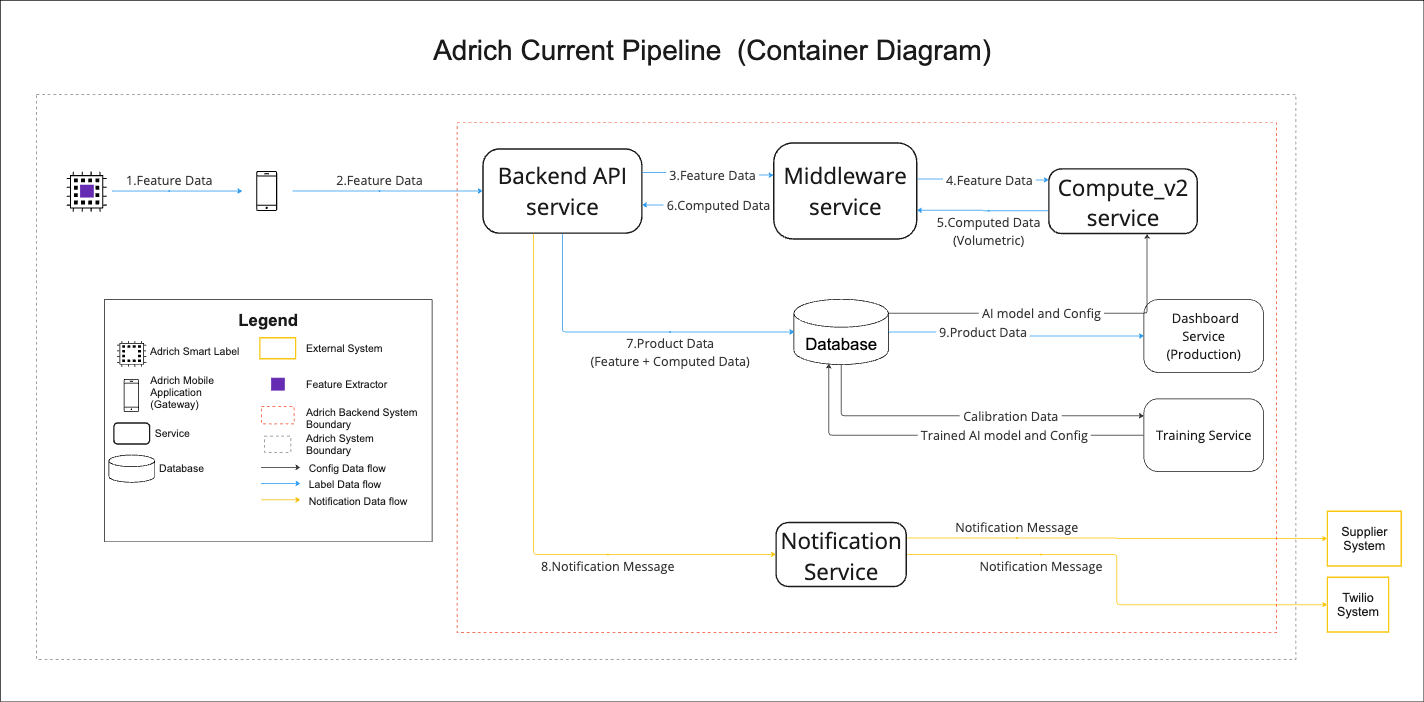 Adrich Current Pipeline  (Container Diagram)
1.Feature Data
2.Feature Data
Backend API
service
3.Feature Data
6.Computed Data
Middleware
service
4.Feature Data
5.Computed Data
(Volumetric)
Compute_v2
service
Legend
Adrich Smart Label
Adrich Mobile
Application
(Gateway)
Service
Database
External System
Feature Extractor
Adrich Backend System
Boundary
Adrich System
Boundary
Config Data flow
Label Data flow
Notification Data flow
7.Product Data
(Feature + Computed Data)
Database
AI model and Config
9.Product Data
Dashboard
Service
(Production)
Calibration Data
Trained AI model and Config
Training Service
8.Notification Message
Notification
Service
Notification Message
Notification Message
Supplier
System
Twilio
System